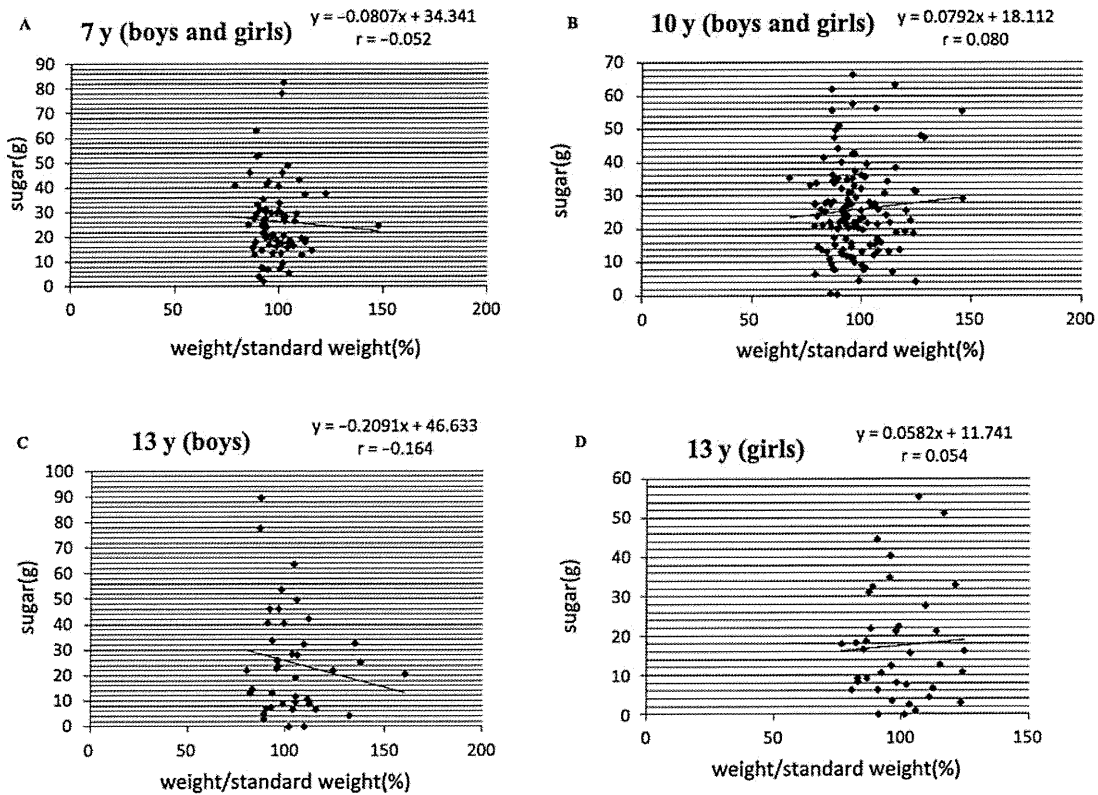 A
7 y (boys and girls)
y = −0.0807x + 34.341
r = −0.052
90
80
70
60
50
40
30
20
10
0
sugar(g)
0 50 100 150 200
weight/standard weight(%)
B
10 y (boys and girls)
y = 0.0792x + 18.112
r = 0.080
70
60
50
40
30
20
10
0
sugar(g)
0 50 100 150 200
weight/standard weight(%)
C
13 y (boys)
y = −0.2091x + 46.633
r = −0.164
100
90
80
70
60
50
40
30
20
10
0
sugar(g)
0 50 100 150 200
weight/standard weight(%)
D
13 y (girls)
y = 0.0582x + 11.741
r = 0.054
60
50
40
30
20
10
0
sugar(g)
0 50 100 150
weight/standard weight(%)